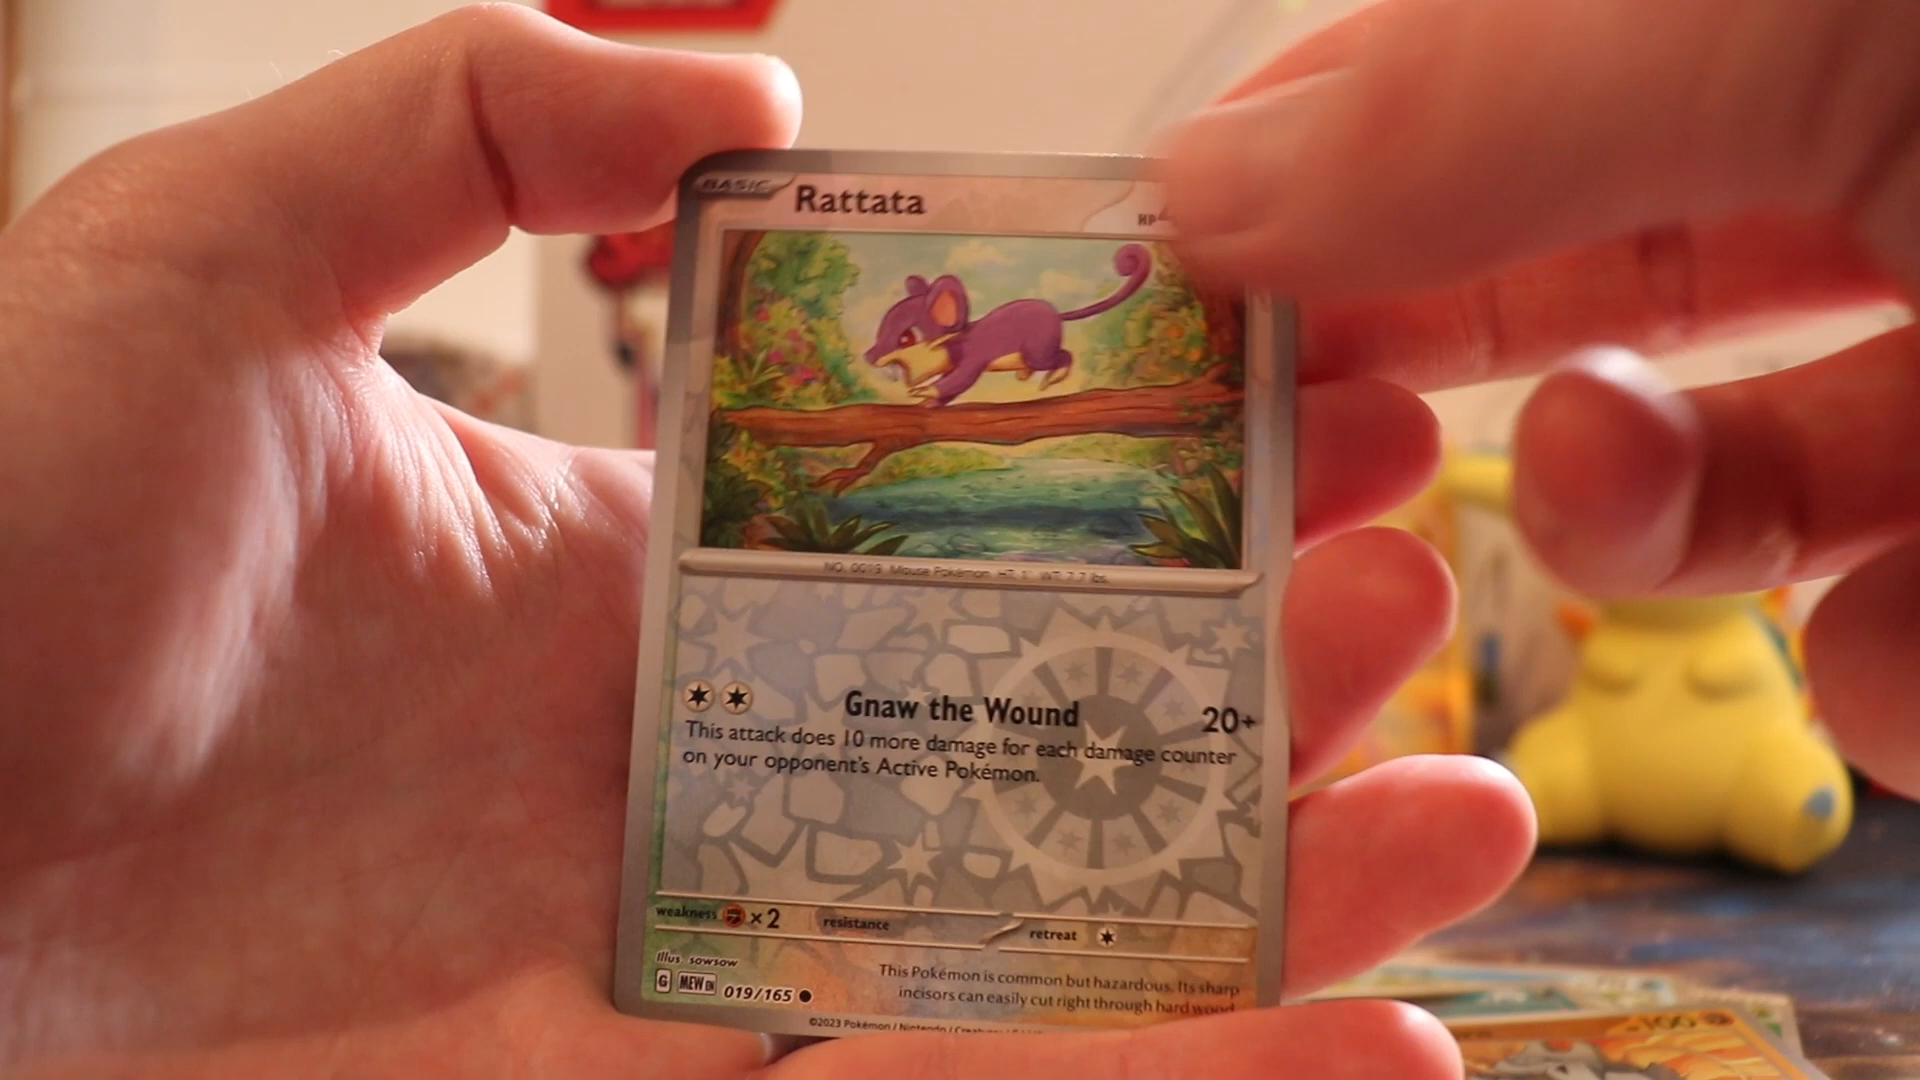 BASIC Rattata HP
NO. 0019 Mouse Pokémon HT: 1' WT: 7.7 lbs.
Gnaw the Wound 20+
This attack does 10 more damage for each damage counter
on your opponent's Active Pokémon.
weakness ×2 resistance retreat
Illus. sowsow
This Pokémon is common but hazardous. Its sharp
incisors can easily cut right through hard wood.
G MEW EN 019/165
©2023 Pokémon / Nintendo / Creatures